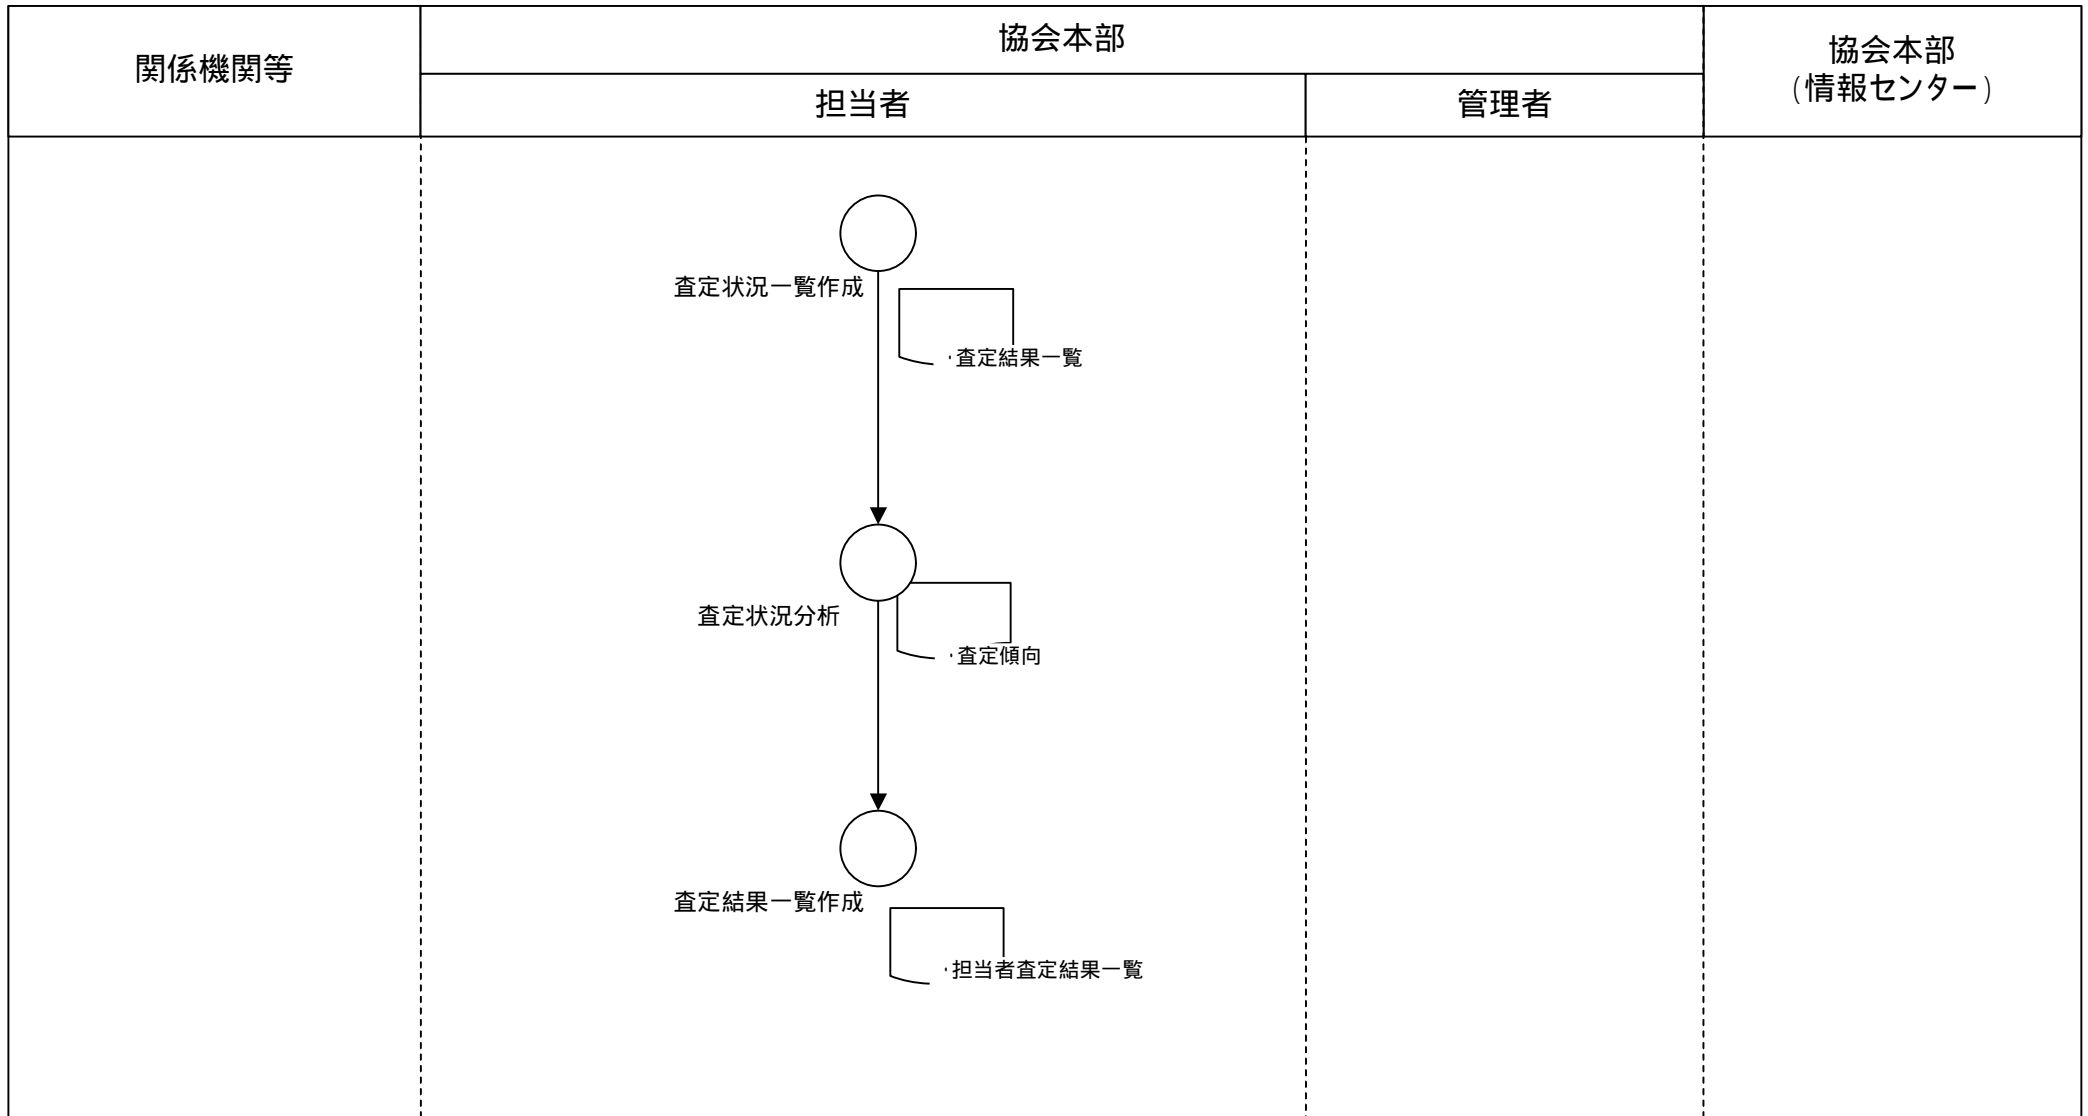 関係機関等
協会本部
担当者
管理者
協会本部
(情報センター)
査定状況一覧作成
・査定結果一覧
査定状況分析
・査定傾向
査定結果一覧作成
・担当者査定結果一覧